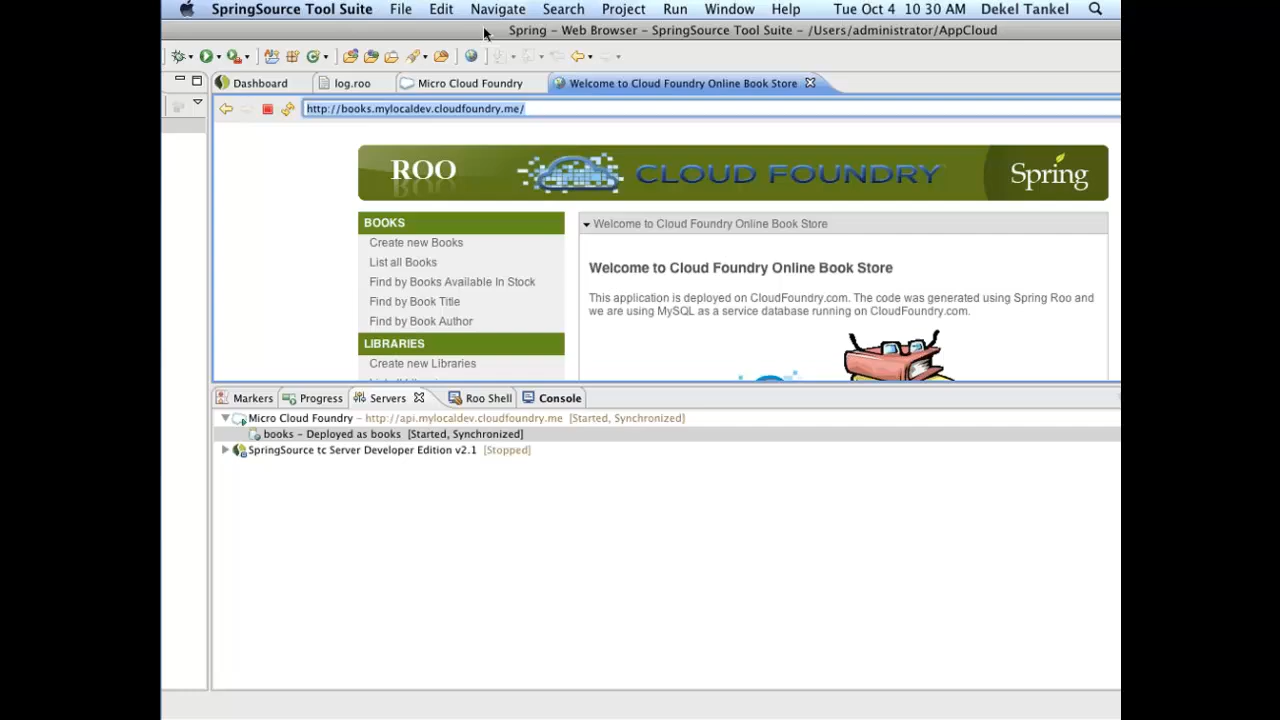 SpringSource Tool Suite File Edit Navigate Search Project Run Window Help Tue Oct 4 10:30 AM Dekel Tankel
Spring – Web Browser – SpringSource Tool Suite – /Users/administrator/AppCloud
Dashboard log.roo Micro Cloud Foundry Welcome to Cloud Foundry Online Book Store
http://books.mylocaldev.cloudfoundry.me/
ROO CLOUD FOUNDRY Spring
BOOKS
Create new Books
List all Books
Find by Books Available In Stock
Find by Book Title
Find by Book Author
LIBRARIES
Create new Libraries
Welcome to Cloud Foundry Online Book Store
Welcome to Cloud Foundry Online Book Store
This application is deployed on CloudFoundry.com. The code was generated using Spring Roo and
we are using MySQL as a service database running on CloudFoundry.com.
Markers Progress Servers Roo Shell Console
Micro Cloud Foundry – http://api.mylocaldev.cloudfoundry.me [Started, Synchronized]
books – Deployed as books [Started, Synchronized]
SpringSource tc Server Developer Edition v2.1 [Stopped]